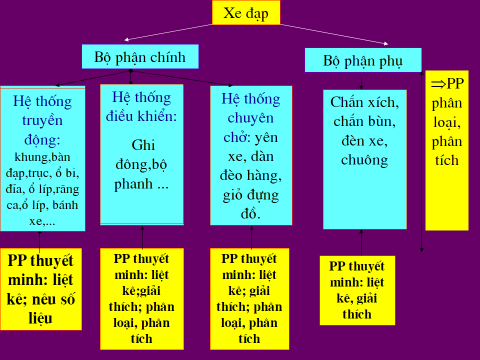 Xe đạp
Bộ phận chính
Bộ phận phụ
Hệ thống
truyền
động:
khung,bàn
đạp,trục, ổ bi,
đĩa, ổ líp,răng
ca,ổ líp, bánh
xe,...
Hệ thống
điều khiển:
Ghi
đông,bộ
phanh ...
Hệ thống
chuyên
chở: yên
xe, dàn
đèo hàng,
giỏ đựng
đồ.
Chắn xích,
chắn bùn,
đèn xe,
chuông
⇒PP
phân
loại,
phân
tích
PP thuyết
minh: liệt
kê; nêu số
liệu
PP thuyết
minh: liệt
kê;giải
thích; phân
loại, phân
tích
PP thuyết
minh: liệt
kê; giải
thích; phân
loại, phân
tích
PP thuyết
minh: liệt
kê, giải
thích